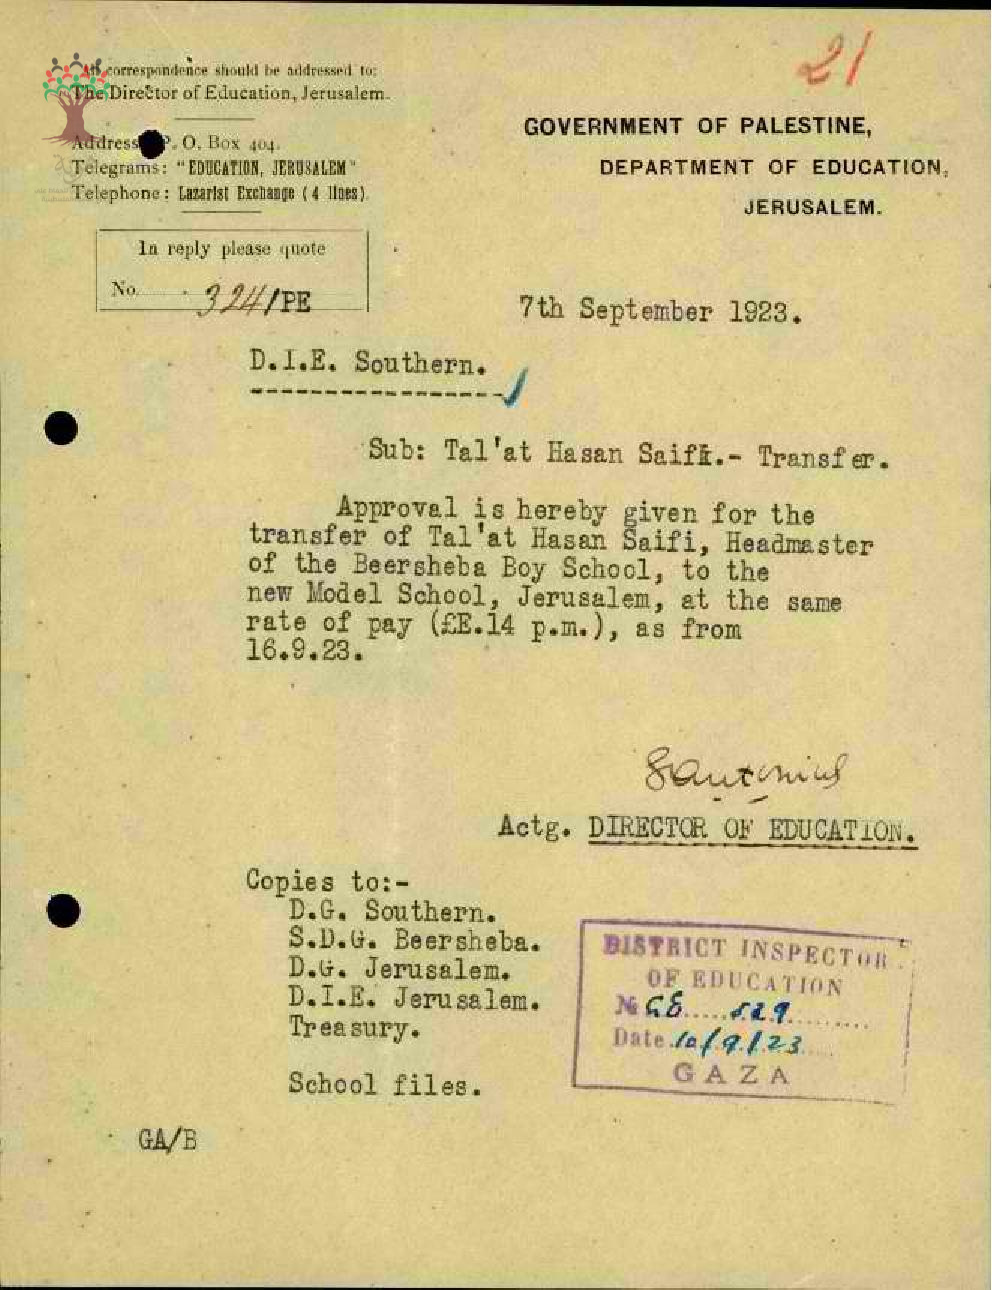 21
All correspondence should be addressed to:
The Director of Education, Jerusalem.
Address: P. O. Box 404.
Telegrams: "EDUCATION, JERUSALEM"
Telephone: Lazarist Exchange (4 lines).
In reply please quote
No. 324/PE
GOVERNMENT OF PALESTINE,
DEPARTMENT OF EDUCATION,
JERUSALEM.
7th September 1923.
D.I.E. Southern.
Sub: Tal'at Hasan Saifi.- Transfer.
Approval is hereby given for the
transfer of Tal'at Hasan Saifi, Headmaster
of the Beersheba Boy School, to the
new Model School, Jerusalem, at the same
rate of pay (£E.14 p.m.), as from
16.9.23.
GAntonius
Actg. DIRECTOR OF EDUCATION.
Copies to:-
D.G. Southern.
S.D.G. Beersheba.
D.G. Jerusalem.
D.I.E. Jerusalem.
Treasury.
School files.
GA/B
DISTRICT INSPECTOR
OF EDUCATION
№ 529
Date 10/9/23
GAZA